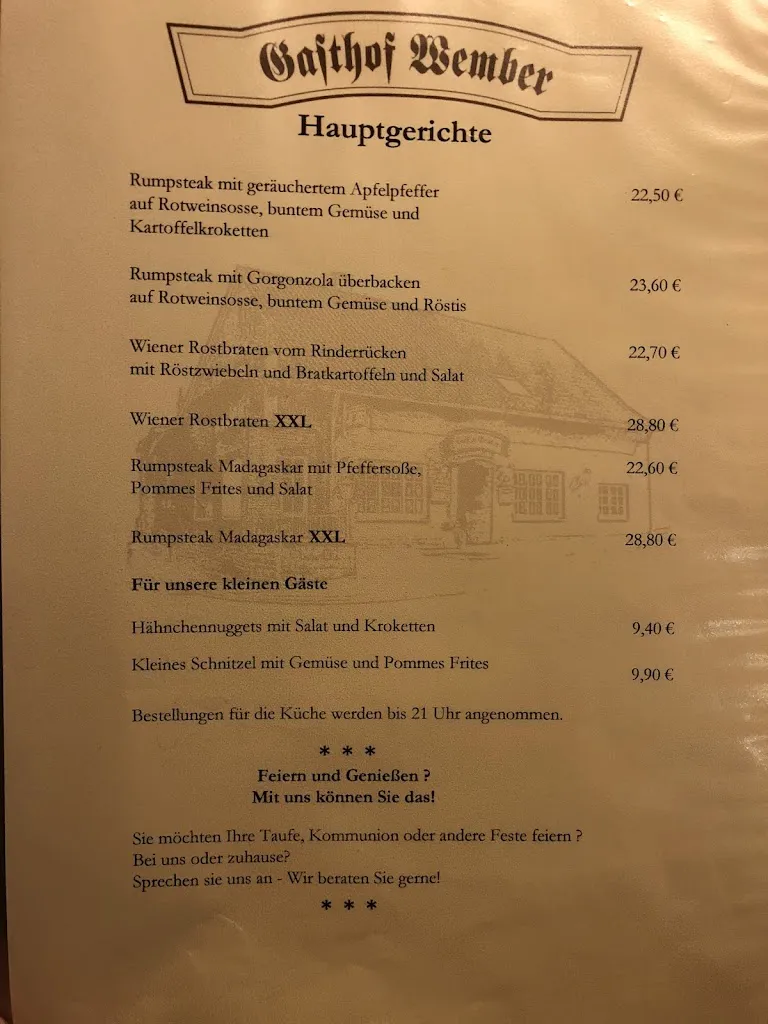 Gasthof Wember
Hauptgerichte
Rumpsteak mit geräuchertem Apfelpfeffer 22,50 €
auf Rotweinsosse, buntem Gemüse und
Kartoffelkroketten
Rumpsteak mit Gorgonzola überbacken 23,60 €
auf Rotweinsosse, buntem Gemüse und Röstis
Wiener Rostbraten vom Rinderrücken 22,70 €
mit Röstzwiebeln und Bratkartoffeln und Salat
Wiener Rostbraten XXL 28,80 €
Rumpsteak Madagaskar mit Pfeffersoße, 22,60 €
Pommes Frites und Salat
Rumpsteak Madagaskar XXL 28,80 €
Für unsere kleinen Gäste
Hähnchennuggets mit Salat und Kroketten 9,40 €
Kleines Schnitzel mit Gemüse und Pommes Frites 9,90 €
Bestellungen für die Küche werden bis 21 Uhr angenommen.
* * *
Feiern und Genießen ?
Mit uns können Sie das!
Sie möchten Ihre Taufe, Kommunion oder andere Feste feiern ?
Bei uns oder zuhause?
Sprechen sie uns an - Wir beraten Sie gerne!
* * *